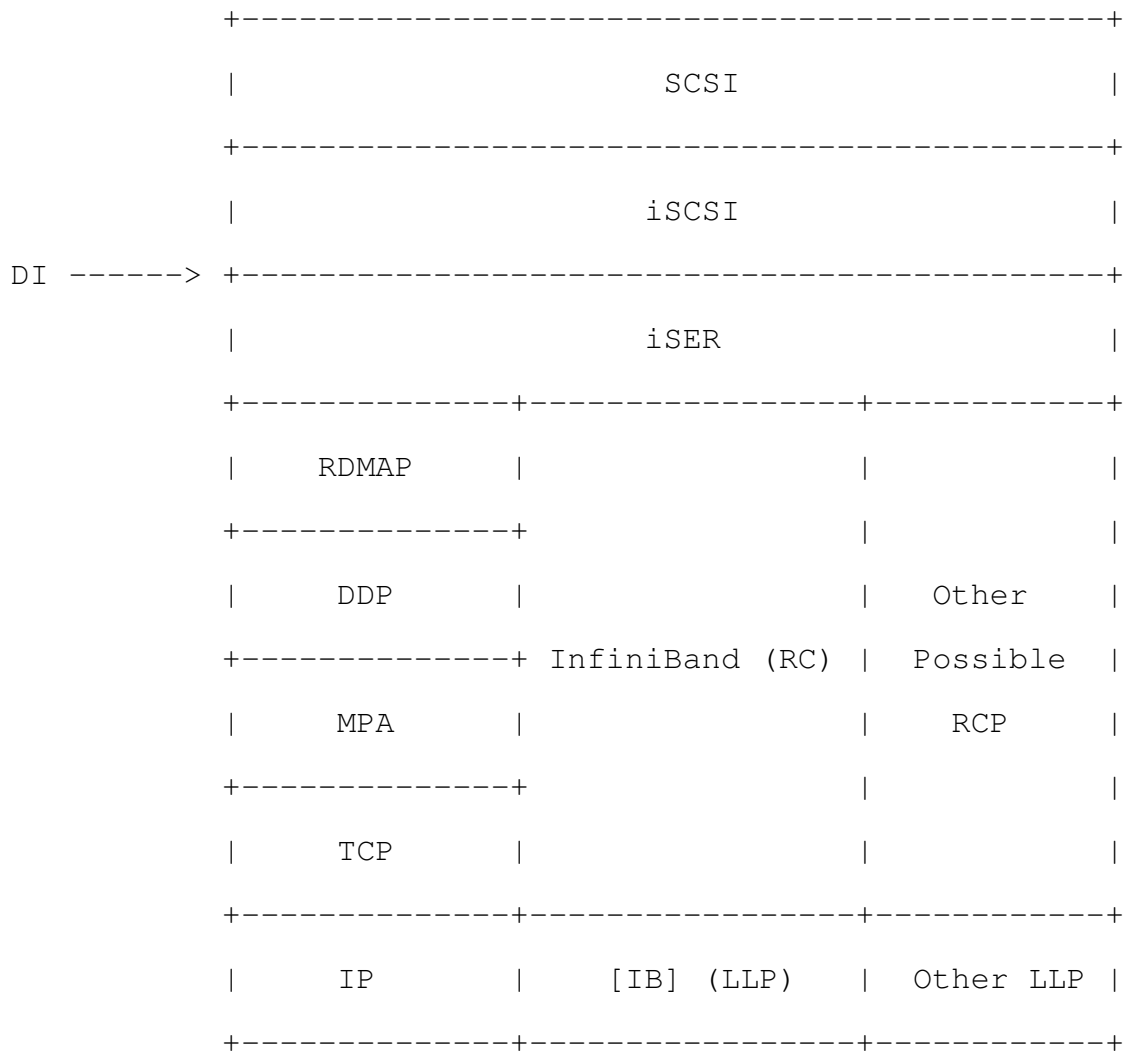 +---------------------------------------------+
|                      SCSI                   |
+---------------------------------------------+
|                     iSCSI                   |
DI ------> +---------------------------------------------+
|                     iSER                    |
+--------------+-----------------+------------+
|    RDMAP     |                 |            |
+--------------+                 |            |
|     DDP      |                 |   Other    |
+--------------+ InfiniBand (RC) |  Possible  |
|     MPA      |                 |    RCP     |
+--------------+                 |            |
|     TCP      |                 |            |
+--------------+-----------------+------------+
|     IP       |    [IB] (LLP)   |  Other LLP |
+--------------+-----------------+------------+